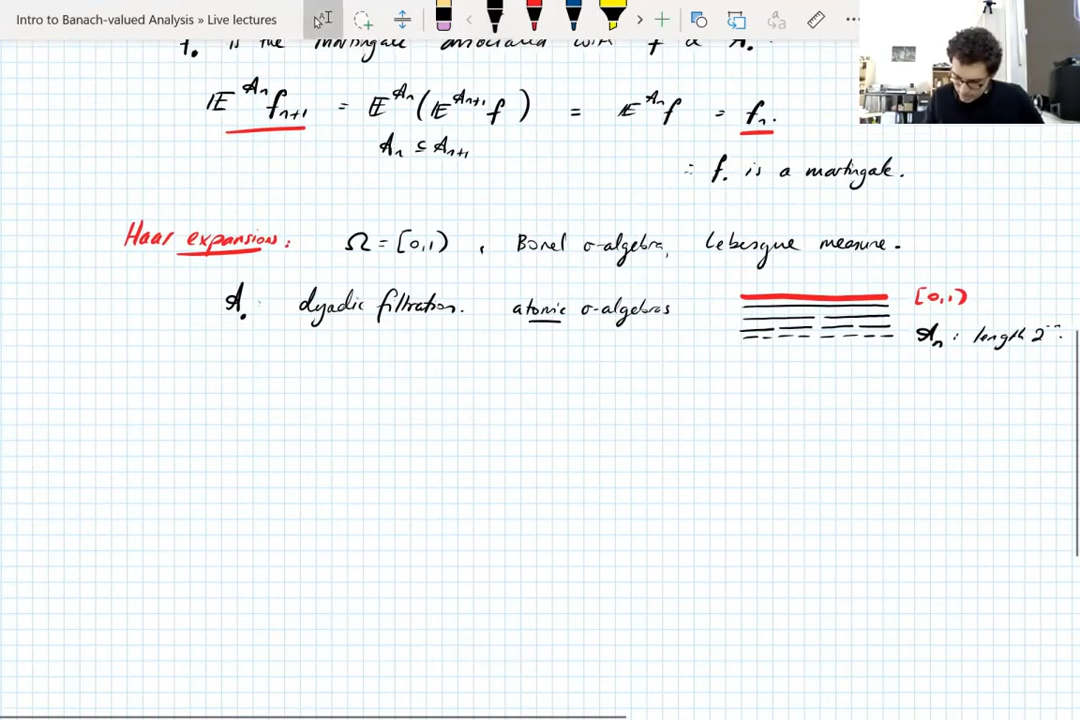 Intro to Banach-valued Analysis » Live lectures
f. is the martingale associated with f & A.
𝔼^{A_n} f_{n+1} = 𝔼^{A_n}(𝔼^{A_{n+1}} f) = 𝔼^{A_n} f = f_n.
A_n ⊆ A_{n+1}
∴ f. is a martingale.
Haar expansions: Ω = [0,1), Borel σ-algebra, Lebesgue measure.
A. : dyadic filtration. atomic σ-algebras [0,1)
A_n : length 2^{-n}.